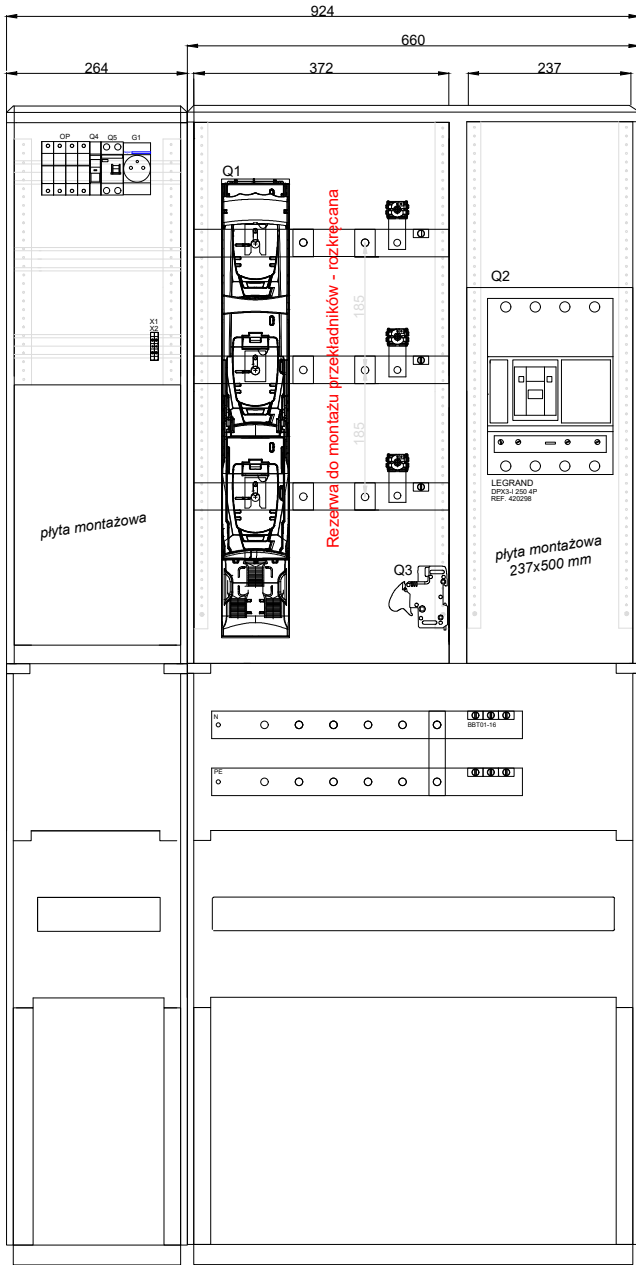 924
660
264
372
237
OP
Q4
Q5
G1
Q1
Rezerwa do montażu przekładników - rozkręcana
185
185
X1
X2
Q2
LEGRAND
DPX3-I 250 4P
REF. 420298
płyta montażowa
płyta montażowa
237x500 mm
Q3
N
BBT01-16
PE